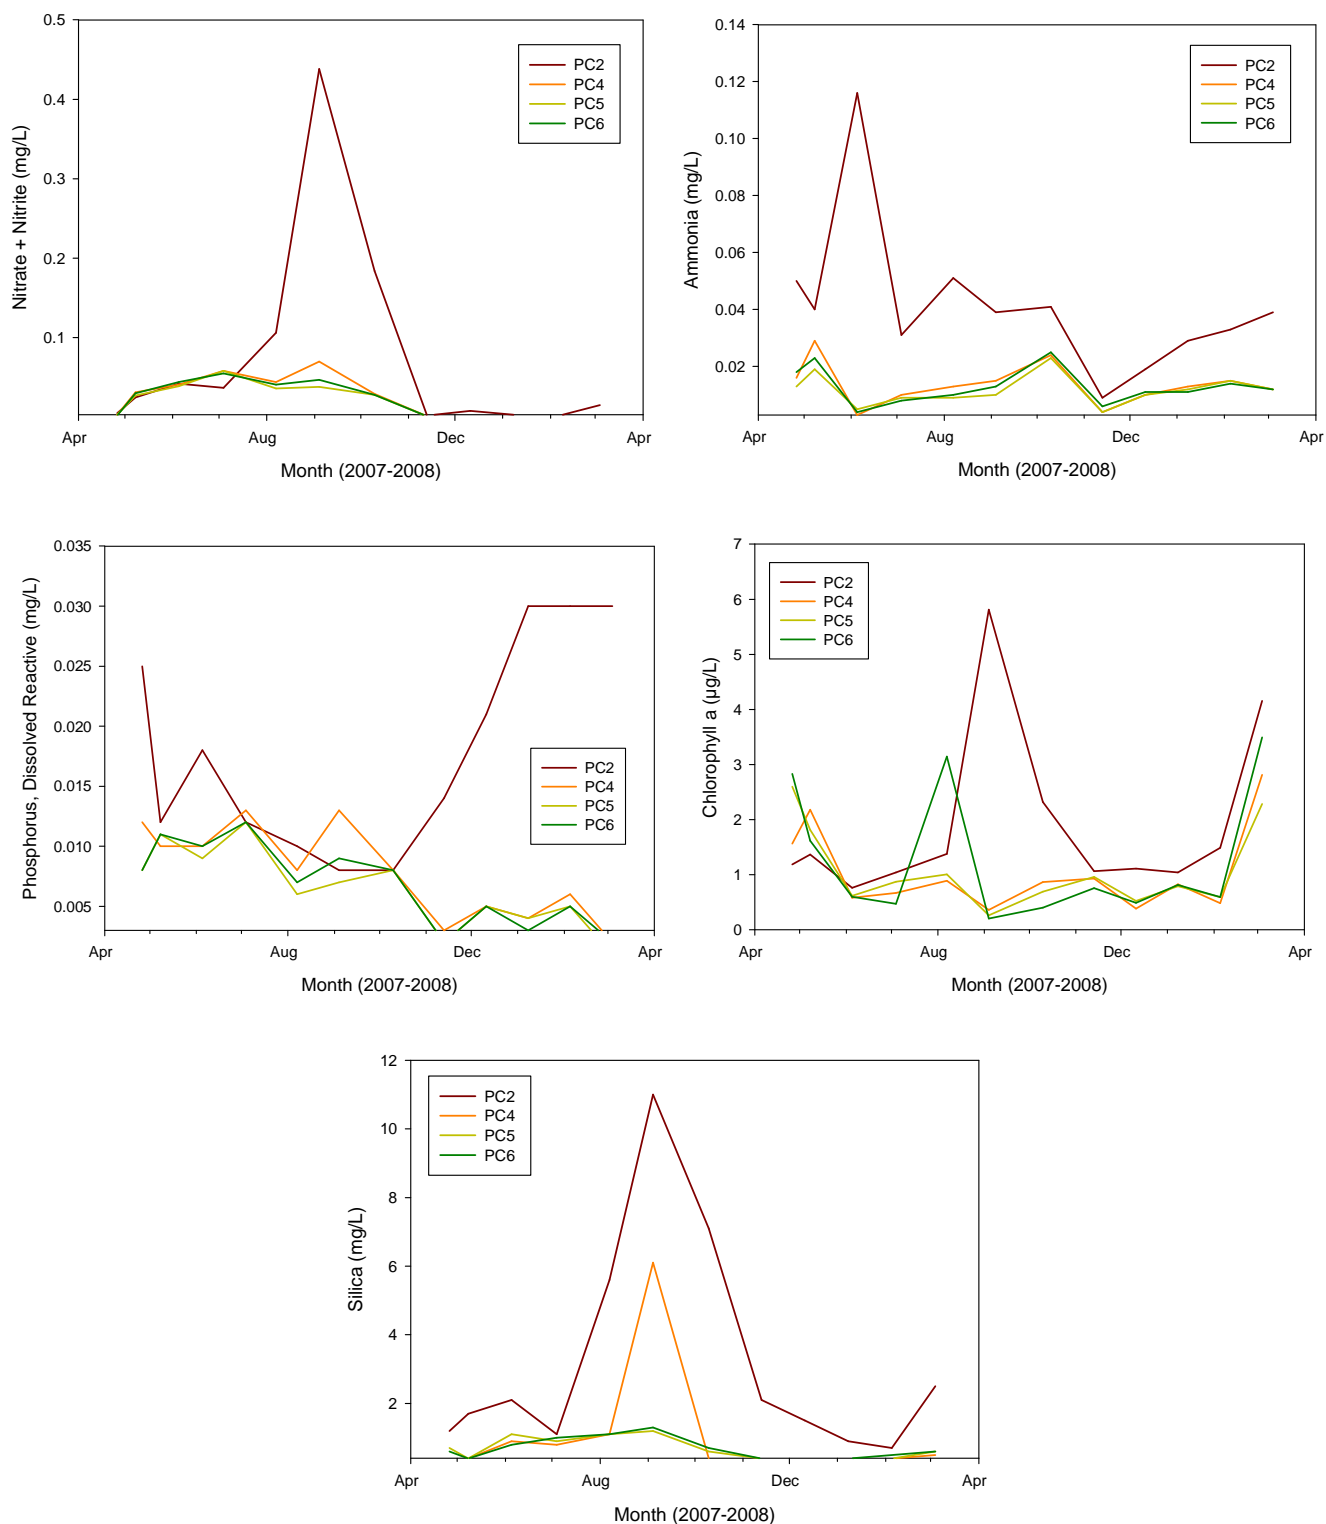 Nitrate + Nitrite (mg/L)
0.5
0.4
0.3
0.2
0.1
PC2
PC4
PC5
PC6
Apr Aug Dec Apr
Month (2007-2008)
Ammonia (mg/L)
0.14
0.12
0.10
0.08
0.06
0.04
0.02
PC2
PC4
PC5
PC6
Apr Aug Dec Apr
Month (2007-2008)
Phosphorus, Dissolved Reactive (mg/L)
0.035
0.030
0.025
0.020
0.015
0.010
0.005
PC2
PC4
PC5
PC6
Apr Aug Dec Apr
Month (2007-2008)
Chlorophyll a (µg/L)
7
6
5
4
3
2
1
0
PC2
PC4
PC5
PC6
Apr Aug Dec Apr
Month (2007-2008)
Silica (mg/L)
12
10
8
6
4
2
PC2
PC4
PC5
PC6
Apr Aug Dec Apr
Month (2007-2008)